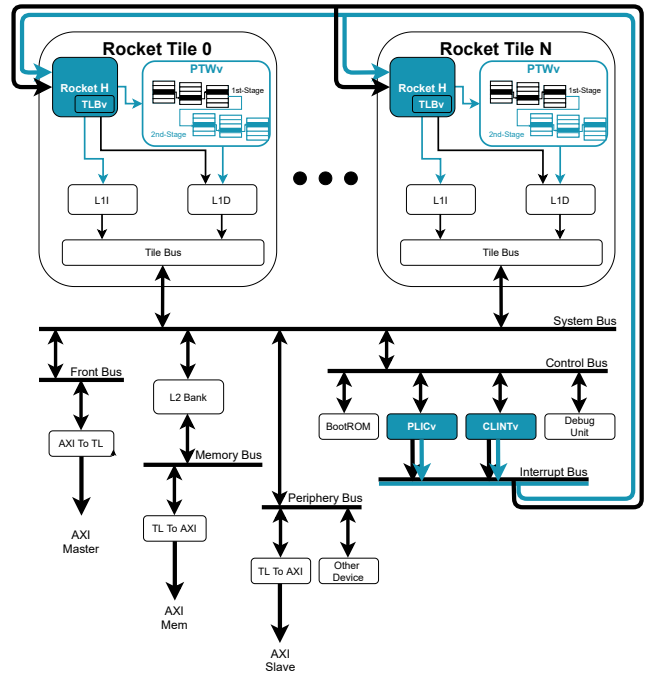 Rocket Tile 0
Rocket Tile N
PTWv
PTWv
Rocket H
TLBv
1st-Stage
2nd-Stage
Rocket H
TLBv
1st-Stage
2nd-Stage
L1I
L1D
L1I
L1D
Tile Bus
Tile Bus
System Bus
Front Bus
Control Bus
L2 Bank
BootROM
PLICv
CLINTv
Debug
Unit
AXI To TL
Memory Bus
Interrupt Bus
Periphery Bus
AXI
Master
TL To AXI
TL To AXI
Other
Device
AXI
Mem
AXI
Slave